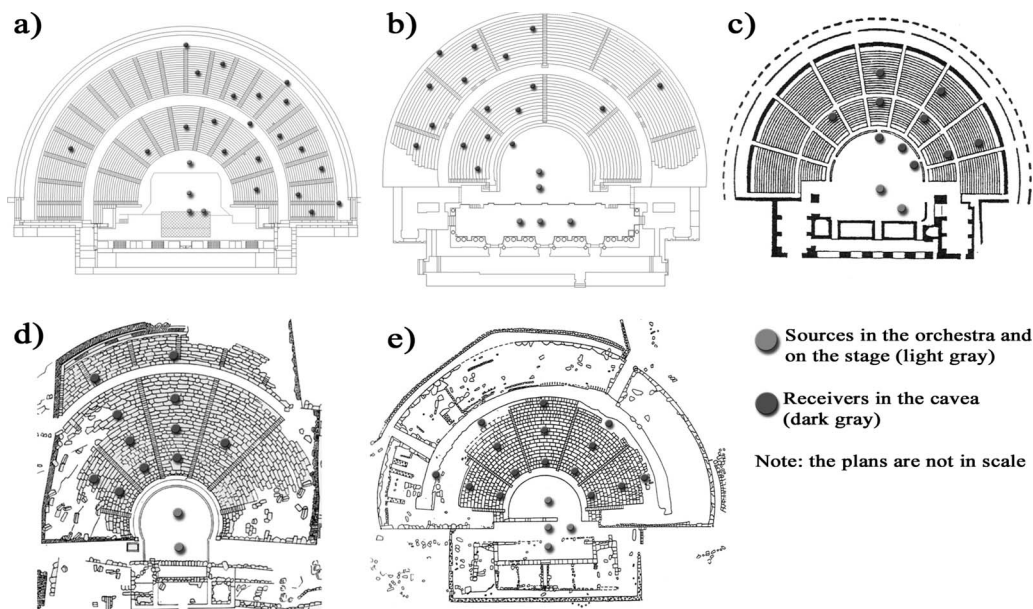 a)
b)
c)
d)
e)
Sources in the orchestra and
on the stage (light gray)
Receivers in the cavea
(dark gray)
Note: the plans are not in scale